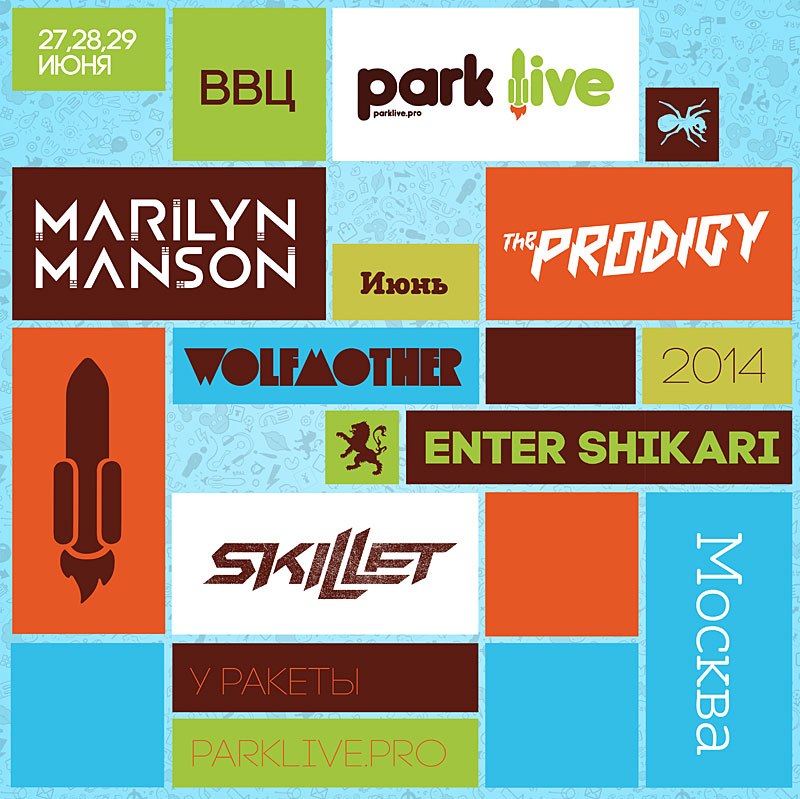 27,28,29
ИЮНЯ
ВВЦ
park live
parklive.pro
MARILYN
MANSON
Июнь
THE PRODIGY
WOLFMOTHER
2014
ENTER SHIKARI
SKILLET
Москва
У РАКЕТЫ
PARKLIVE.PRO